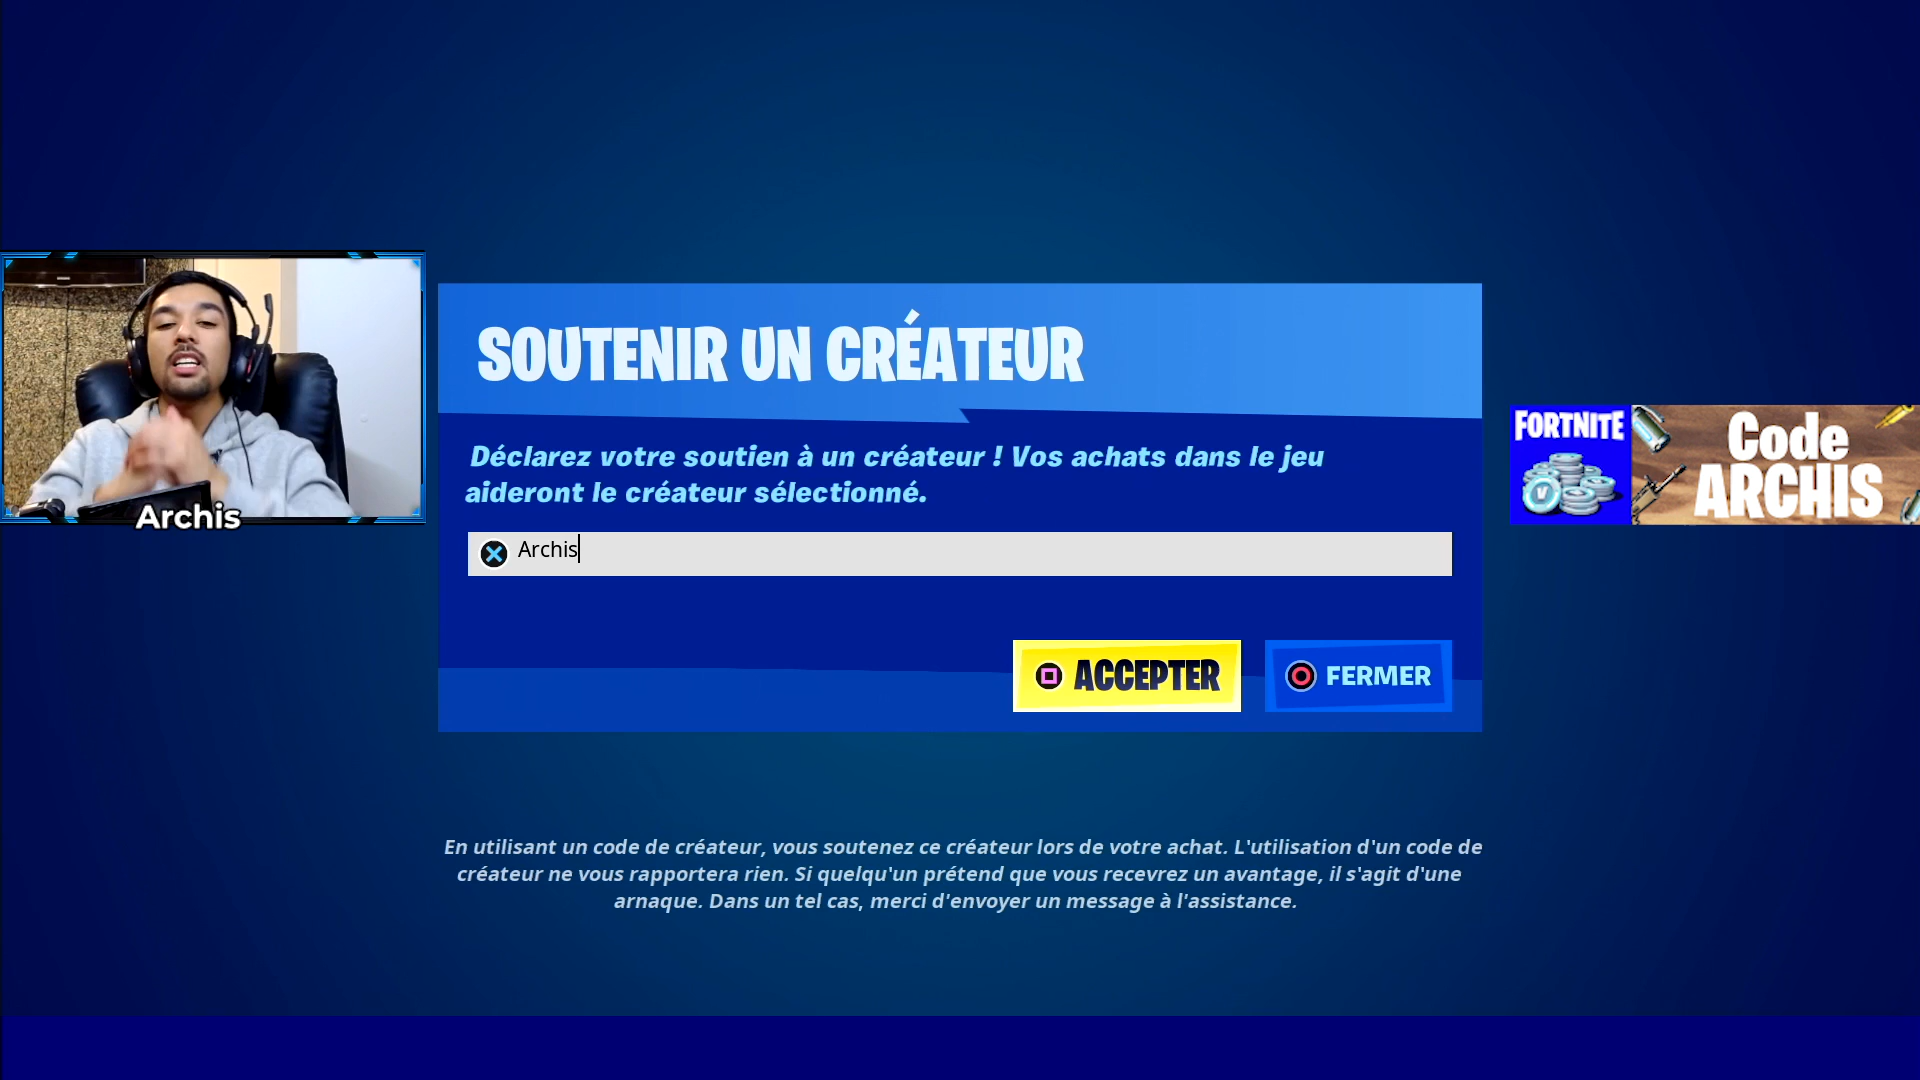 SOUTENIR UN CRÉATEUR
Déclarez votre soutien à un créateur ! Vos achats dans le jeu
aideront le créateur sélectionné.
Archis
ACCEPTER
FERMER
Archis
FORTNITE
V
Code
ARCHIS
En utilisant un code de créateur, vous soutenez ce créateur lors de votre achat. L'utilisation d'un code de
créateur ne vous rapportera rien. Si quelqu'un prétend que vous recevrez un avantage, il s'agit d'une
arnaque. Dans un tel cas, merci d'envoyer un message à l'assistance.